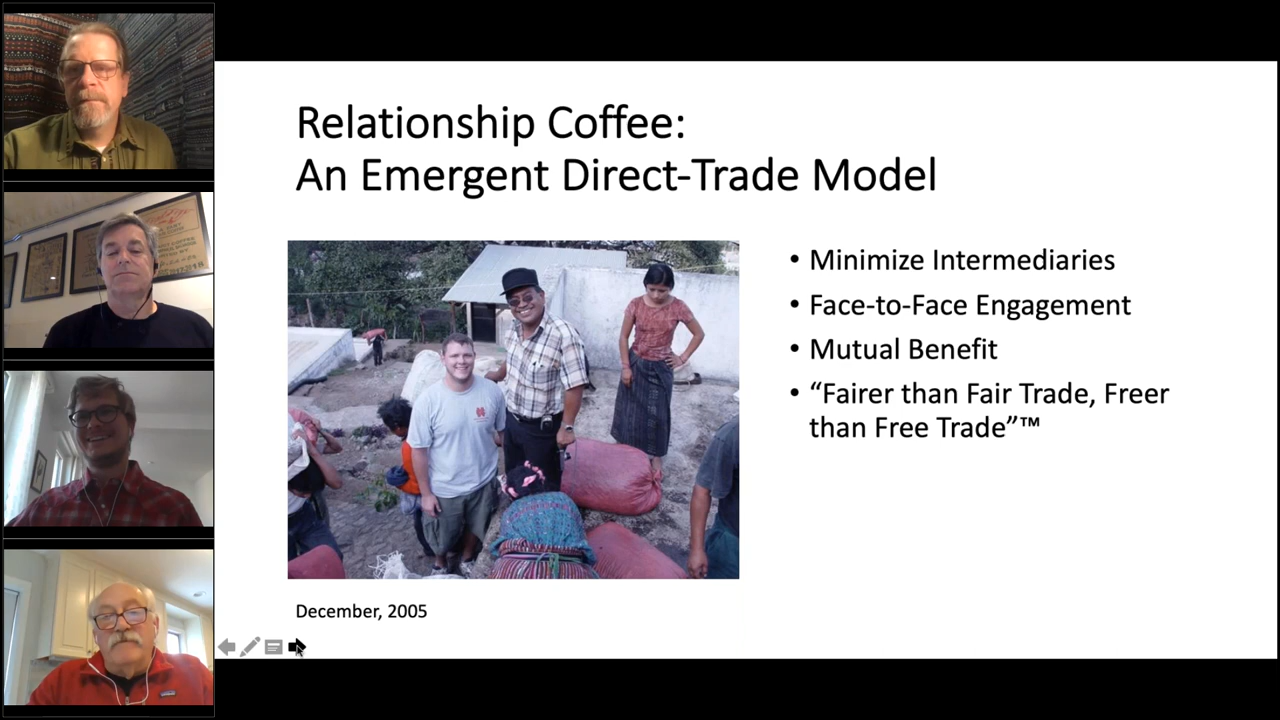 Relationship Coffee:
An Emergent Direct-Trade Model
• Minimize Intermediaries
• Face-to-Face Engagement
• Mutual Benefit
• “Fairer than Fair Trade, Freer
than Free Trade”™
December, 2005